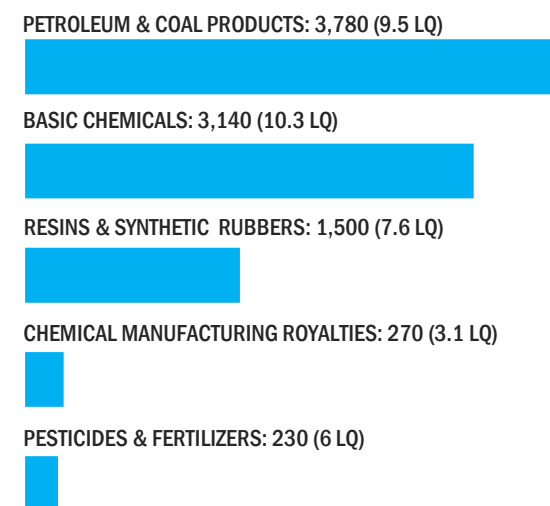 PETROLEUM & COAL PRODUCTS: 3,780 (9.5 LQ)
BASIC CHEMICALS: 3,140 (10.3 LQ)
RESINS & SYNTHETIC RUBBERS: 1,500 (7.6 LQ)
CHEMICAL MANUFACTURING ROYALTIES: 270 (3.1 LQ)
PESTICIDES & FERTILIZERS: 230 (6 LQ)